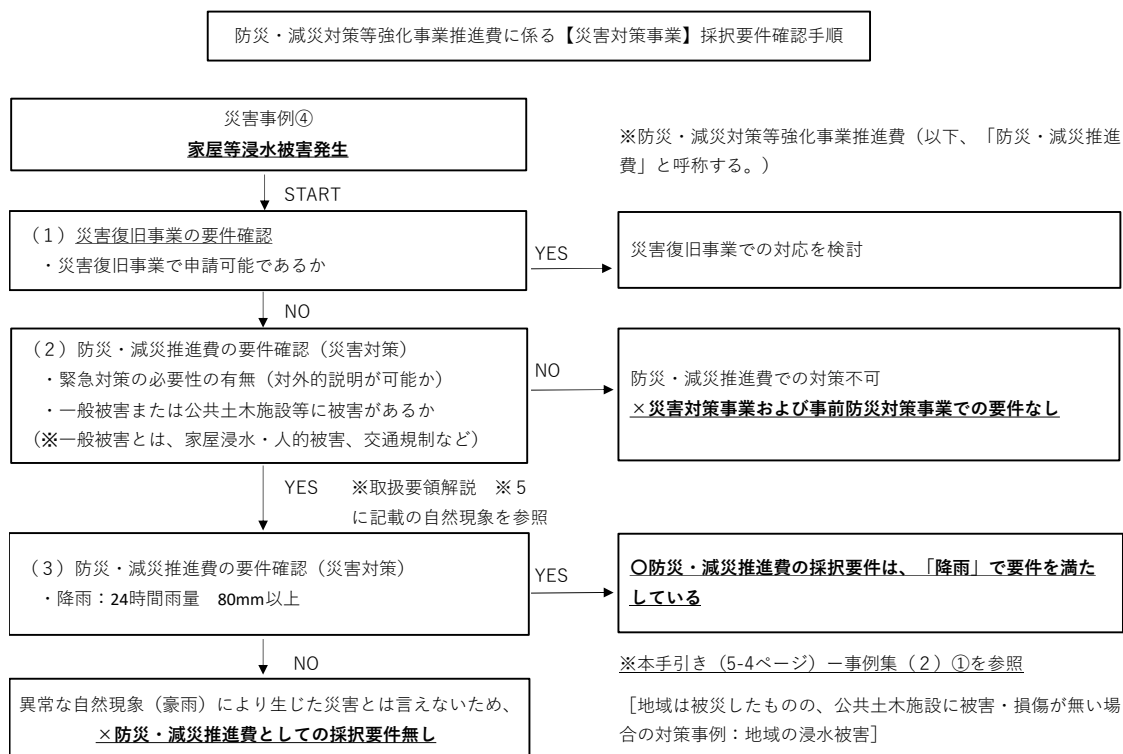 防災・減災対策等強化事業推進費に係る【災害対策事業】採択要件確認手順
災害事例④
家屋等浸水被害発生
※防災・減災対策等強化事業推進費（以下、「防災・減災推進
費」と呼称する。）
START
（１）災害復旧事業の要件確認
・災害復旧事業で申請可能であるか
YES
災害復旧事業での対応を検討
NO
（２）防災・減災推進費の要件確認（災害対策）
・緊急対策の必要性の有無（対外的説明が可能か）
・一般被害または公共土木施設等に被害があるか
（※一般被害とは、家屋浸水・人的被害、交通規制など）
NO
防災・減災推進費での対策不可
×災害対策事業および事前防災対策事業での要件なし
YES ※取扱要領解説 ※５
に記載の自然現象を参照
（３）防災・減災推進費の要件確認（災害対策）
・降雨：24時間雨量 80mm以上
YES
〇防災・減災推進費の採択要件は、「降雨」で要件を満た
している
NO
※本手引き（5-4ページ）ー事例集（２）①を参照
［地域は被災したものの、公共土木施設に被害・損傷が無い場
合の対策事例：地域の浸水被害］
異常な自然現象（豪雨）により生じた災害とは言えないため、
×防災・減災推進費としての採択要件無し